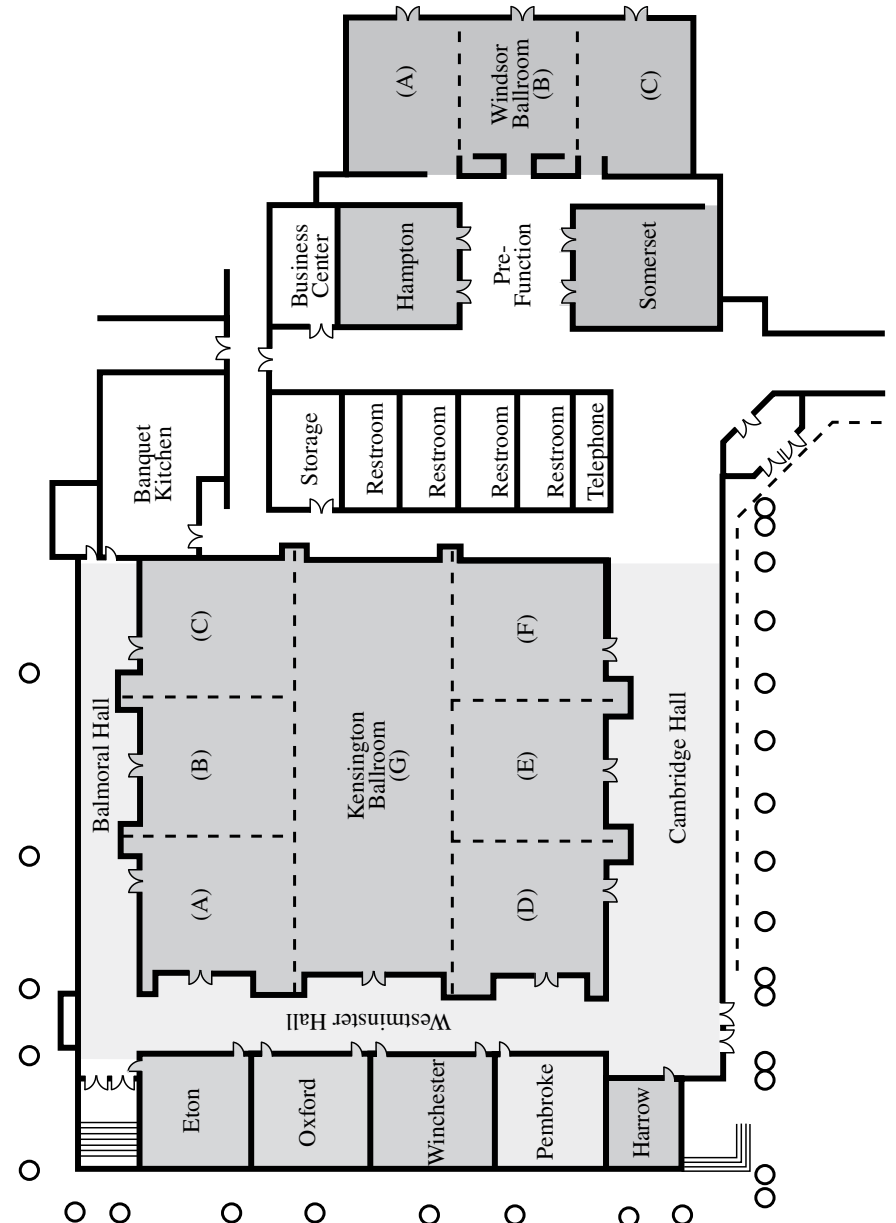 (A)
Windsor
Ballroom
(B)
(C)
Business
Center
Hampton
Pre-
Function
Somerset
Banquet
Kitchen
Storage
Restroom
Restroom
Restroom
Restroom
Telephone
Balmoral Hall
(C)
(B)
(A)
Kensington
Ballroom
(G)
(F)
(E)
(D)
Cambridge Hall
Westminster Hall
Eton
Oxford
Winchester
Pembroke
Harrow